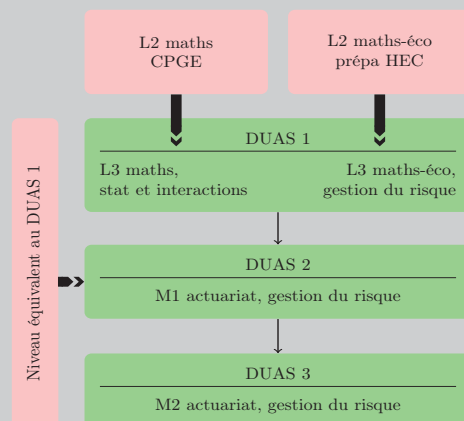 L2 maths
CPGE
L2 maths-éco
prépa HEC
Niveau équivalent au DUAS 1
DUAS 1
L3 maths,
stat et interactions
L3 maths-éco,
gestion du risque
DUAS 2
M1 actuariat, gestion du risque
DUAS 3
M2 actuariat, gestion du risque